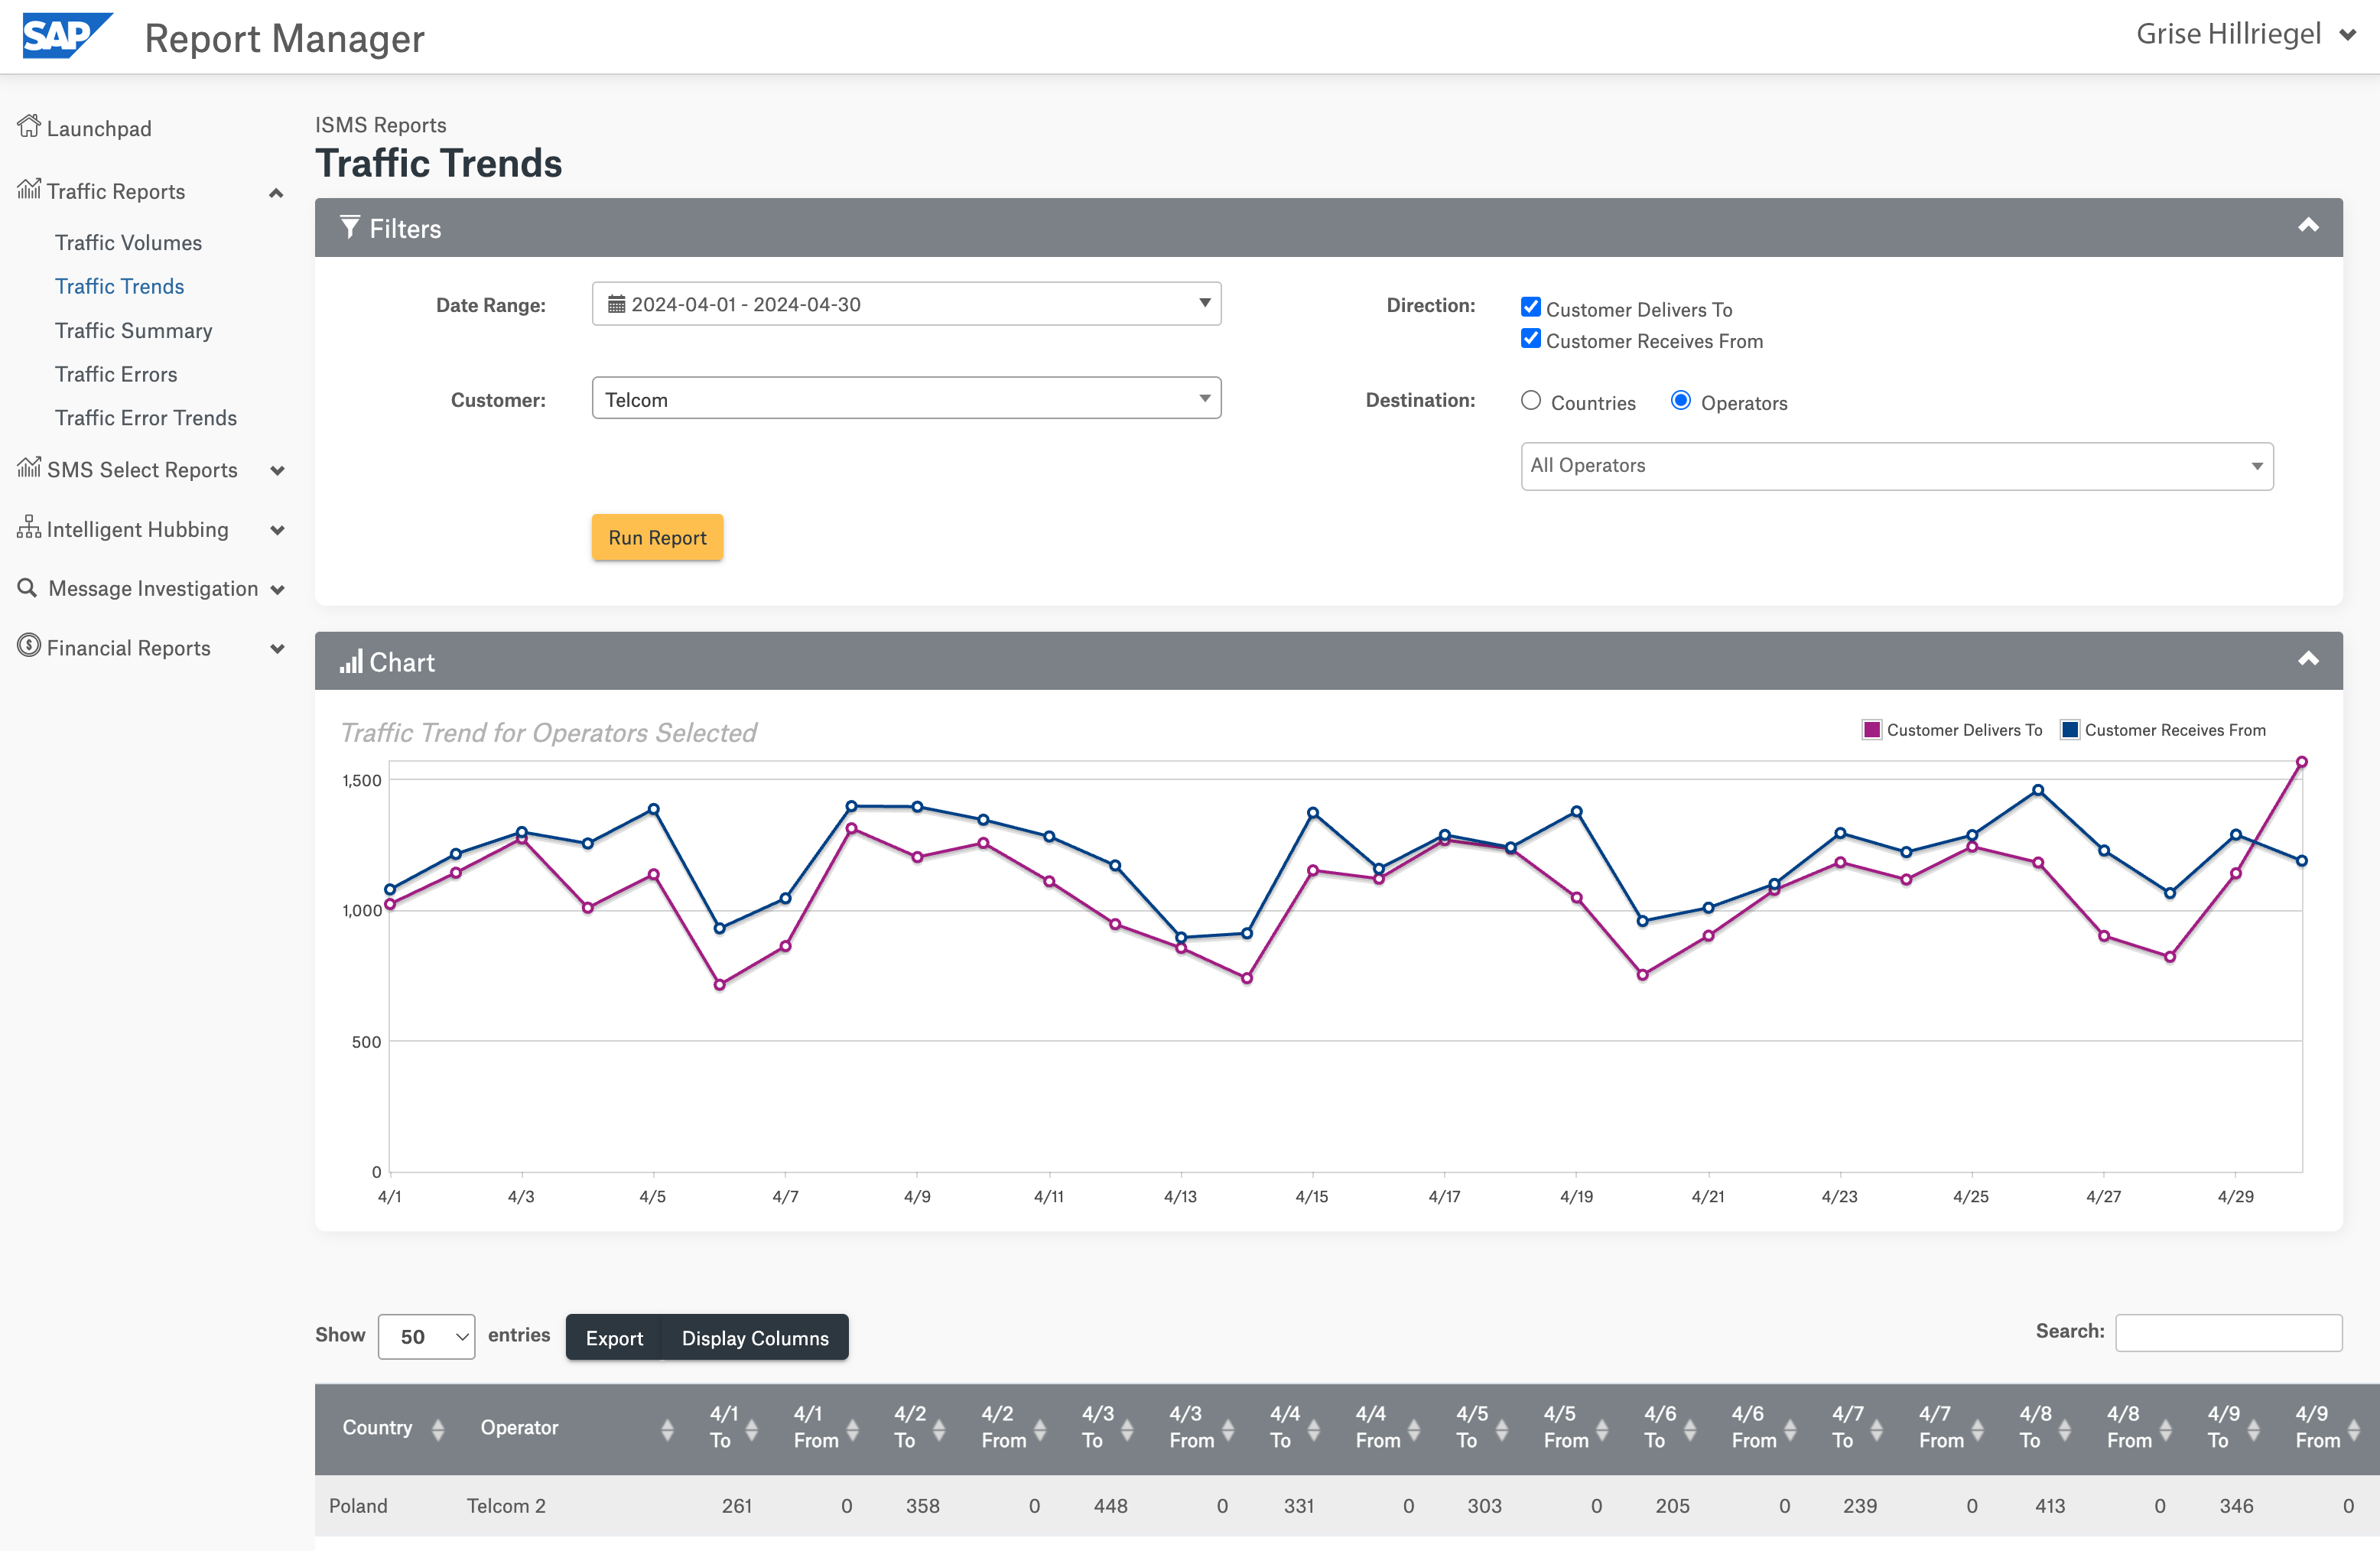 SAP Report Manager
Grise Hillriegel
Launchpad
Traffic Reports
Traffic Volumes
Traffic Trends
Traffic Summary
Traffic Errors
Traffic Error Trends
SMS Select Reports
Intelligent Hubbing
Message Investigation
$ Financial Reports
ISMS Reports
Traffic Trends
Filters
Date Range: 2024-04-01 - 2024-04-30
Direction: Customer Delivers To
Customer Receives From
Customer: Telcom
Destination: Countries Operators
All Operators
Run Report
Chart
Traffic Trend for Operators Selected
Customer Delivers To Customer Receives From
1,500
1,000
500
0
4/1 4/3 4/5 4/7 4/9 4/11 4/13 4/15 4/17 4/19 4/21 4/23 4/25 4/27 4/29
Show 50 entries Export Display Columns
Search:
Country Operator 4/1 To 4/1 From 4/2 To 4/2 From 4/3 To 4/3 From 4/4 To 4/4 From 4/5 To 4/5 From 4/6 To 4/6 From 4/7 To 4/7 From 4/8 To 4/8 From 4/9 To 4/9 From
Poland Telcom 2 261 0 358 0 448 0 331 0 303 0 205 0 239 0 413 0 346 0